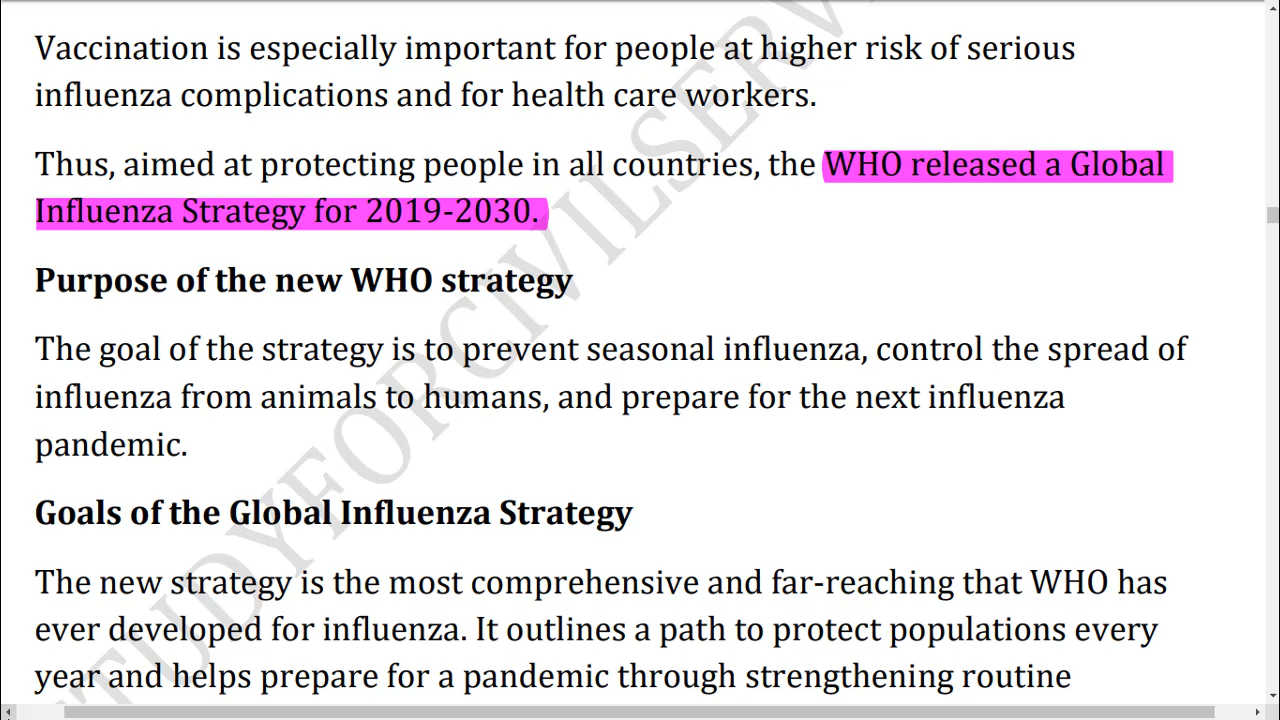 Vaccination is especially important for people at higher risk of serious
influenza complications and for health care workers.
Thus, aimed at protecting people in all countries, the WHO released a Global
Influenza Strategy for 2019-2030.
Purpose of the new WHO strategy
The goal of the strategy is to prevent seasonal influenza, control the spread of
influenza from animals to humans, and prepare for the next influenza
pandemic.
Goals of the Global Influenza Strategy
The new strategy is the most comprehensive and far-reaching that WHO has
ever developed for influenza. It outlines a path to protect populations every
year and helps prepare for a pandemic through strengthening routine
STUDYFORCIVILSERV